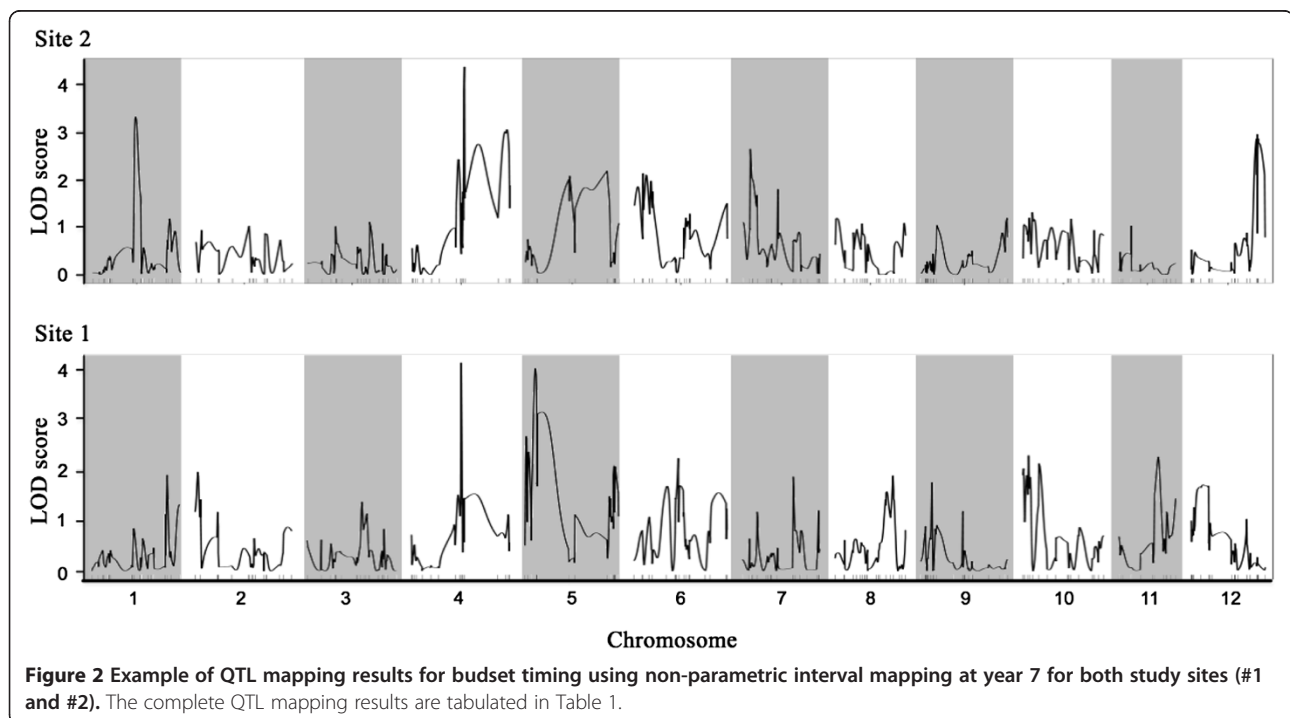 Site 2
4
3
2
1
0
LOD score
Site 1
4
3
2
1
0
LOD score
1 2 3 4 5 6 7 8 9 10 11 12
Chromosome
Figure 2 Example of QTL mapping results for budset timing using non-parametric interval mapping at year 7 for both study sites (#1
and #2). The complete QTL mapping results are tabulated in Table 1.